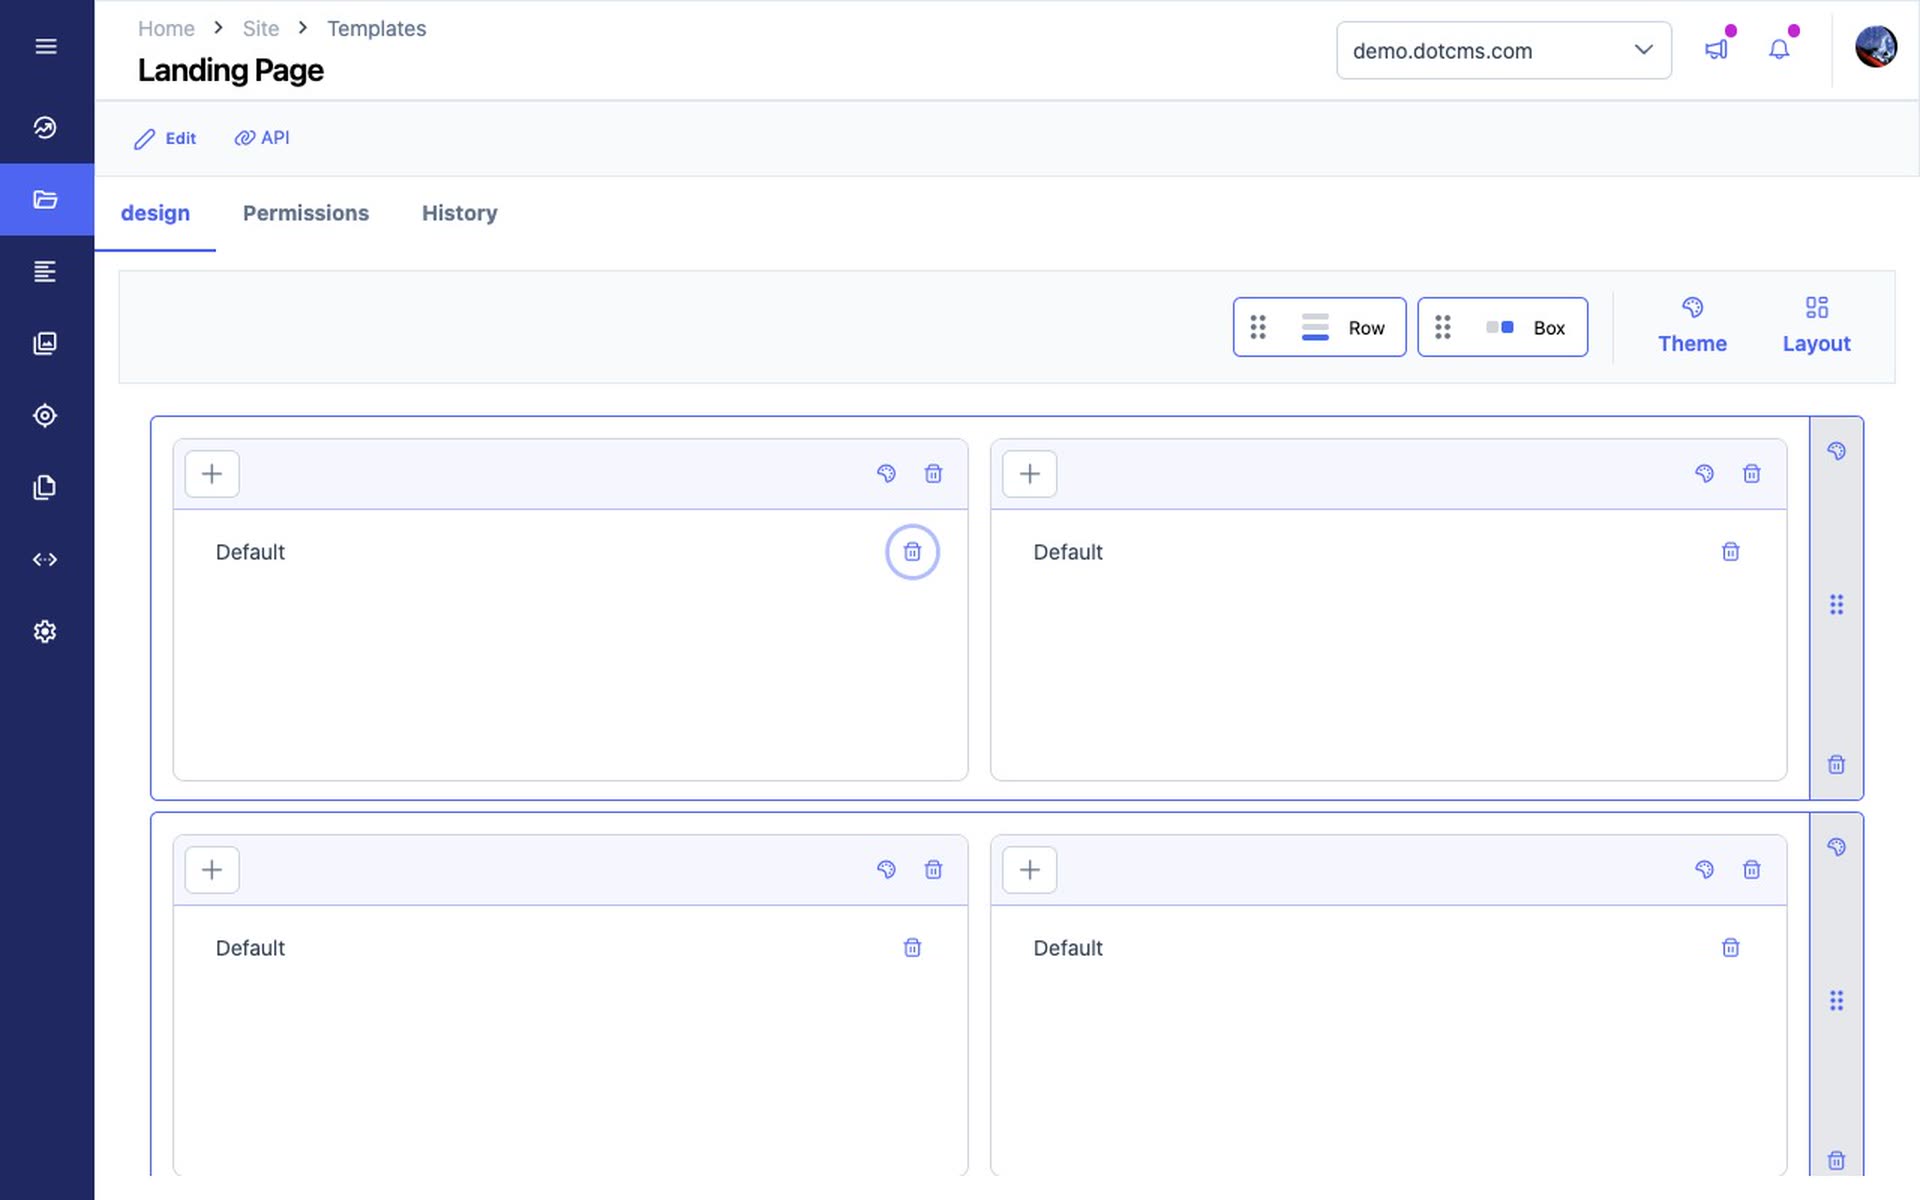 Home > Site > Templates
Landing Page
demo.dotcms.com
Edit
API
design
Permissions
History
Row
Box
Theme
Layout
Default
Default
Default
Default